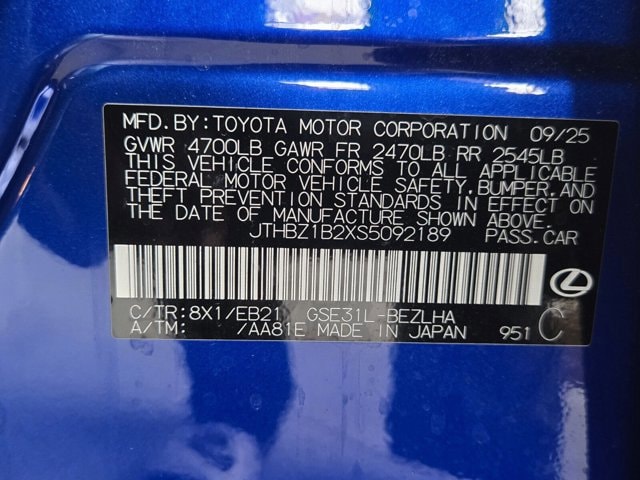 MFD.BY:TOYOTA MOTOR CORPORATION 09/25
GVWR 4700LB GAWR FR 2470LB RR 2545LB
THIS VEHICLE CONFORMS TO ALL APPLICABLE
FEDERAL MOTOR VEHICLE SAFETY,BUMPER,AND
THEFT PREVENTION STANDARDS IN EFFECT ON
THE DATE OF MANUFACTURE SHOWN ABOVE.
JTHBZ1B2XS5092189 PASS.CAR
C/TR:8X1/EB21 GSE31L-BEZLHA
A/TM: /AA81E MADE IN JAPAN 951 C